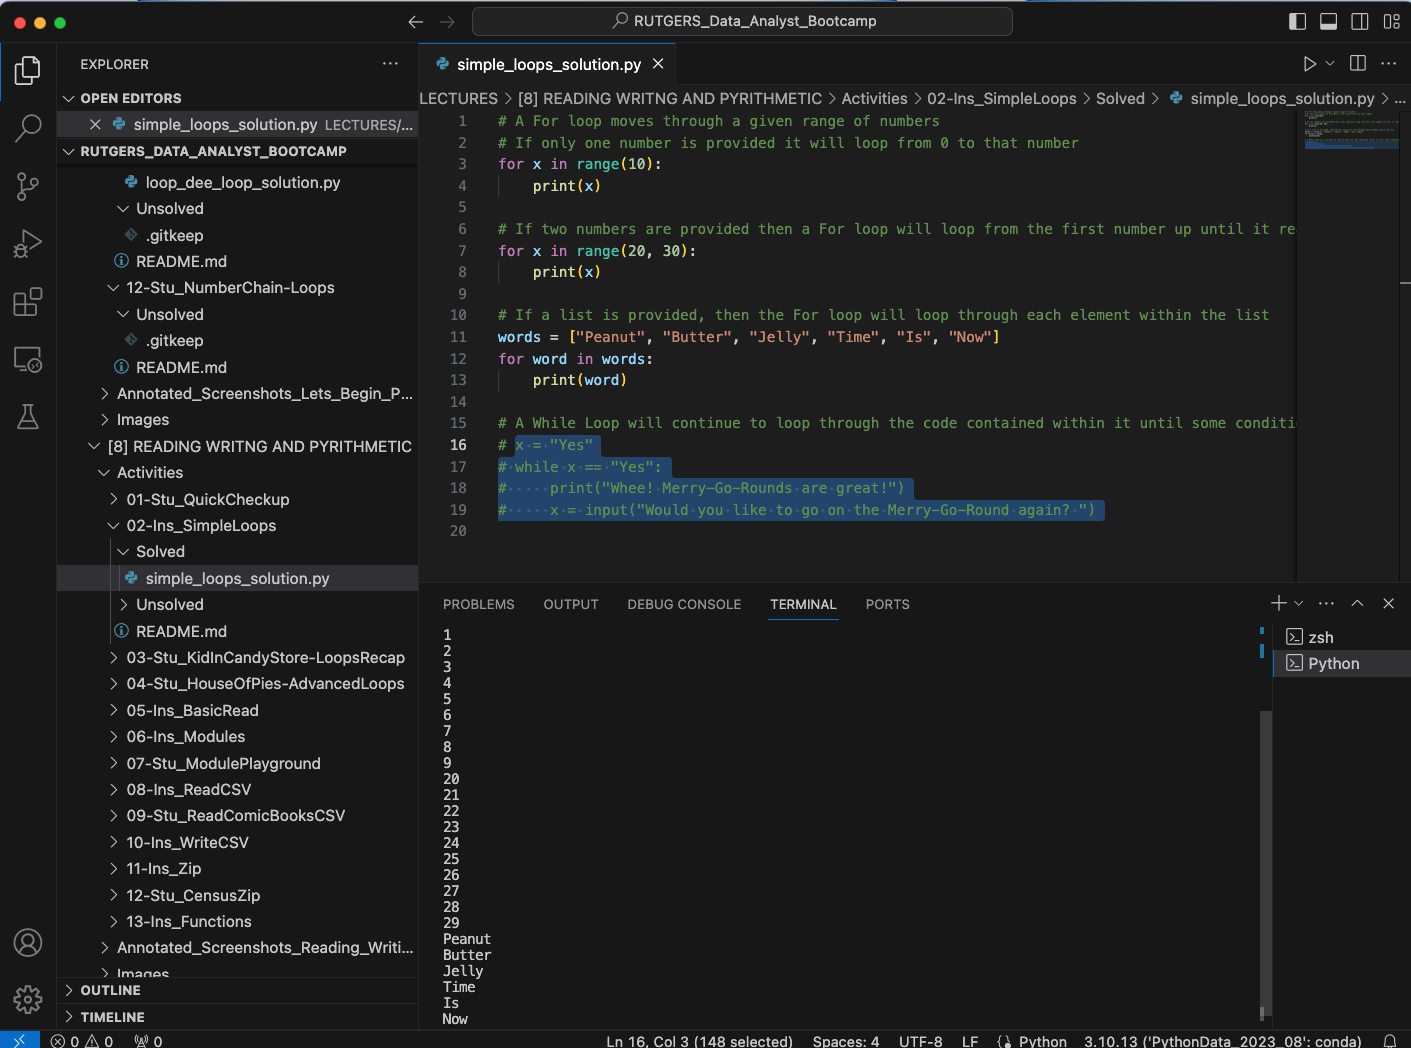 RUTGERS_Data_Analyst_Bootcamp
EXPLORER
OPEN EDITORS
simple_loops_solution.py LECTURES/...
RUTGERS_DATA_ANALYST_BOOTCAMP
loop_dee_loop_solution.py
Unsolved
.gitkeep
README.md
12-Stu_NumberChain-Loops
Unsolved
.gitkeep
README.md
Annotated_Screenshots_Lets_Begin_P...
Images
[8] READING WRITNG AND PYRITHMETIC
Activities
01-Stu_QuickCheckup
02-Ins_SimpleLoops
Solved
simple_loops_solution.py
Unsolved
README.md
03-Stu_KidInCandyStore-LoopsRecap
04-Stu_HouseOfPies-AdvancedLoops
05-Ins_BasicRead
06-Ins_Modules
07-Stu_ModulePlayground
08-Ins_ReadCSV
09-Stu_ReadComicBooksCSV
10-Ins_WriteCSV
11-Ins_Zip
12-Stu_CensusZip
13-Ins_Functions
Annotated_Screenshots_Reading_Writi...
Images
OUTLINE
TIMELINE
simple_loops_solution.py
LECTURES > [8] READING WRITNG AND PYRITHMETIC > Activities > 02-Ins_SimpleLoops > Solved > simple_loops_solution.py > ...
1 # A For loop moves through a given range of numbers
2 # If only one number is provided it will loop from 0 to that number
3 for x in range(10):
4     print(x)
5
6 # If two numbers are provided then a For loop will loop from the first number up until it re
7 for x in range(20, 30):
8     print(x)
9
10 # If a list is provided, then the For loop will loop through each element within the list
11 words = ["Peanut", "Butter", "Jelly", "Time", "Is", "Now"]
12 for word in words:
13     print(word)
14
15 # A While Loop will continue to loop through the code contained within it until some conditi
16 # x = "Yes"
17 # while x == "Yes":
18 #     print("Whee! Merry-Go-Rounds are great!")
19 #     x = input("Would you like to go on the Merry-Go-Round again? ")
20
PROBLEMS OUTPUT DEBUG CONSOLE TERMINAL PORTS
1
2
3
4
5
6
7
8
9
20
21
22
23
24
25
26
27
28
29
Peanut
Butter
Jelly
Time
Is
Now
zsh
Python
0 0 0 Ln 16, Col 3 (148 selected) Spaces: 4 UTF-8 LF Python 3.10.13 ('PythonData_2023_08': conda)